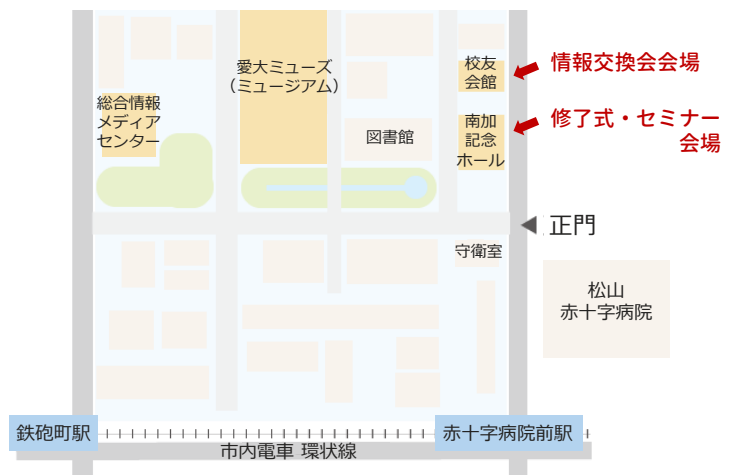 校友
会館
情報交換会会場
愛大ミューズ
（ミュージアム）
総合情報
メディア
センター
図書館
南加
記念
ホール
修了式・セミナー
会場
正門
守衛室
松山
赤十字病院
鉄砲町駅
赤十字病院前駅
市内電車 環状線